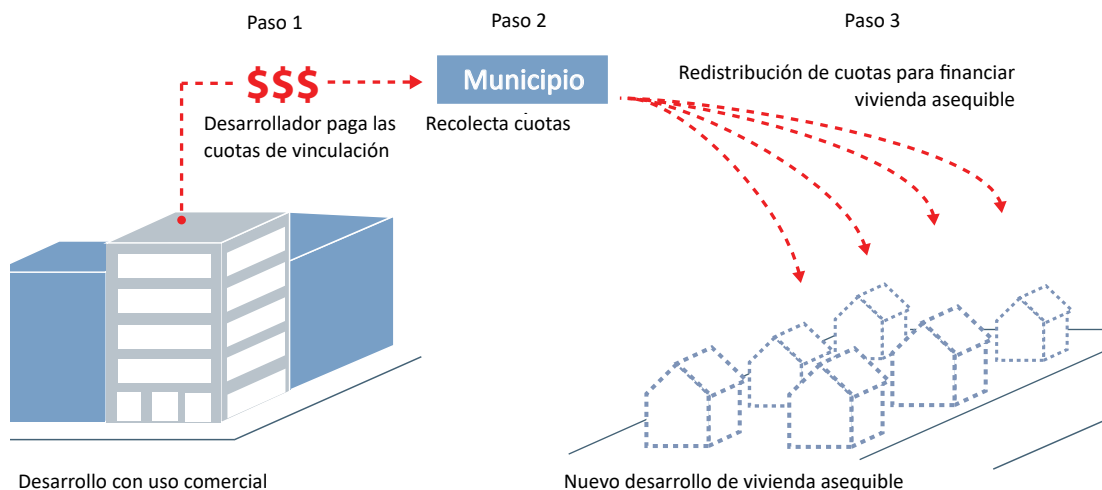 Paso 1
Paso 2
Paso 3
$$$
Municipio
Desarrollador paga las
cuotas de vinculación
Recolecta cuotas
Redistribución de cuotas para financiar
vivienda asequible
Desarrollo con uso comercial
Nuevo desarrollo de vivienda asequible